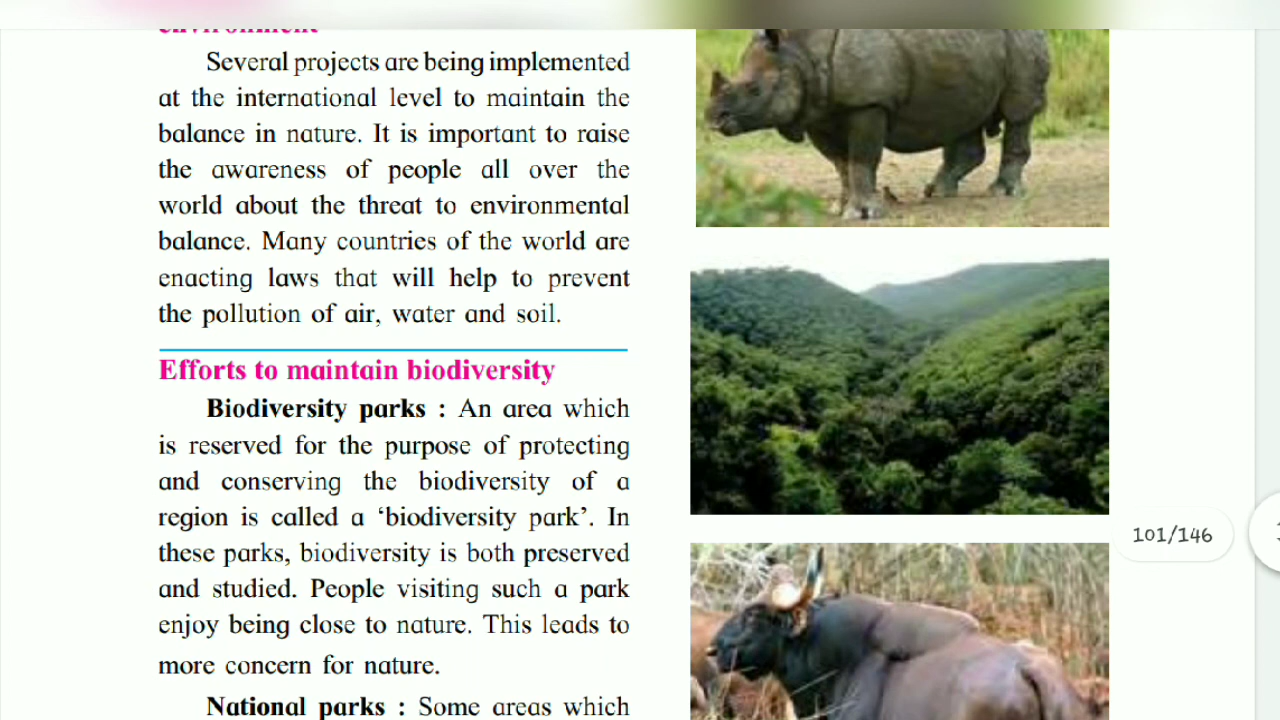 environment
Several projects are being implemented
at the international level to maintain the
balance in nature. It is important to raise
the awareness of people all over the
world about the threat to environmental
balance. Many countries of the world are
enacting laws that will help to prevent
the pollution of air, water and soil.
Efforts to maintain biodiversity
Biodiversity parks : An area which
is reserved for the purpose of protecting
and conserving the biodiversity of a
region is called a ‘biodiversity park’. In
these parks, biodiversity is both preserved
and studied. People visiting such a park
enjoy being close to nature. This leads to
more concern for nature.
National parks : Some areas which
101/146